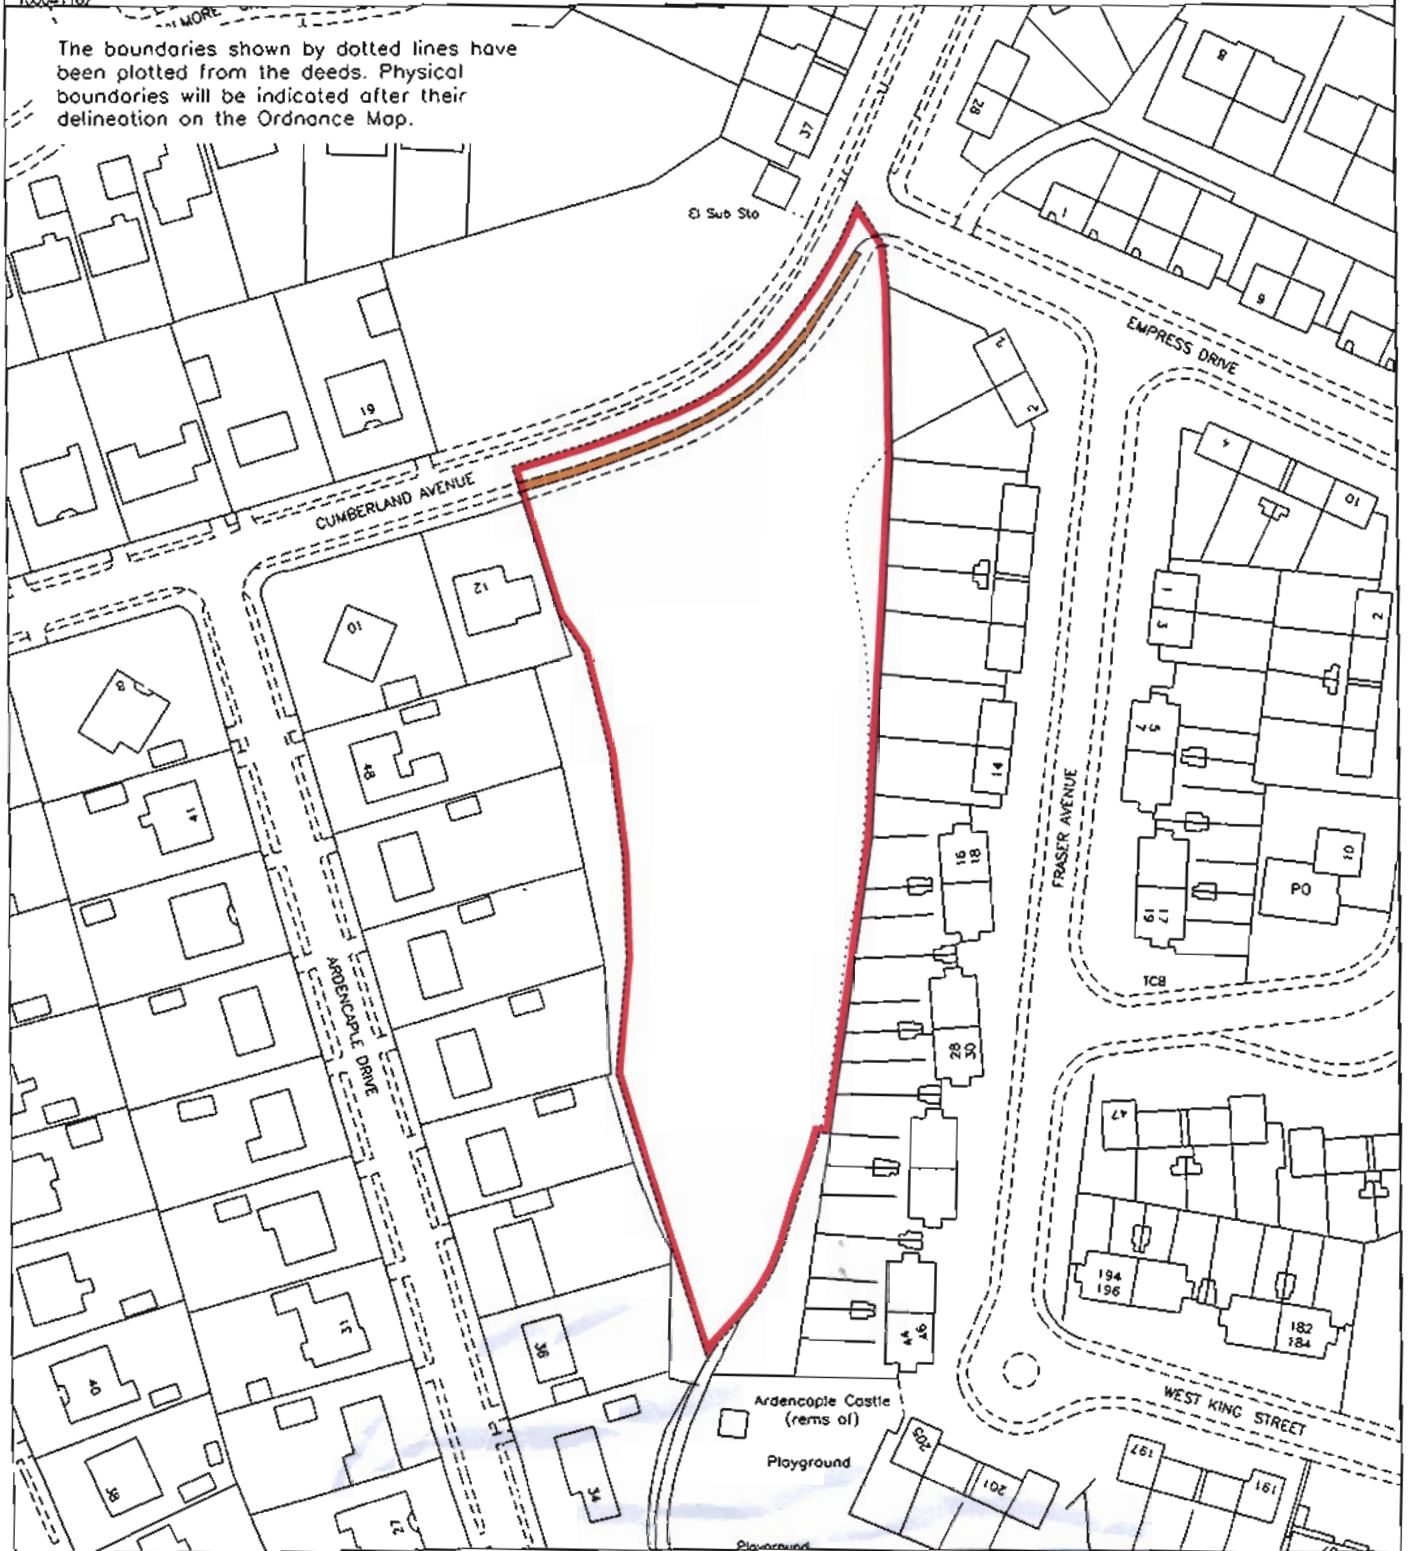 The boundaries shown by dotted lines have
been plotted from the deeds. Physical
boundaries will be indicated after their
delineation on the Ordnance Map.
37
28
8
El Sub Sta
1
9
EMPRESS DRIVE
19
1
2
4
10
CUMBERLAND AVENUE
12
10
1
3
2
8
48
5
7
14
41
FRASER AVENUE
16
18
10
PO
17
19
ARDENCAPLE DRIVE
TCB
28
30
47
194
196
31
182
184
36
44
46
40
WEST KING STREET
Ardencaple Castle
(rems of)
205
197
Playground
201
191
38
34
27
Playground